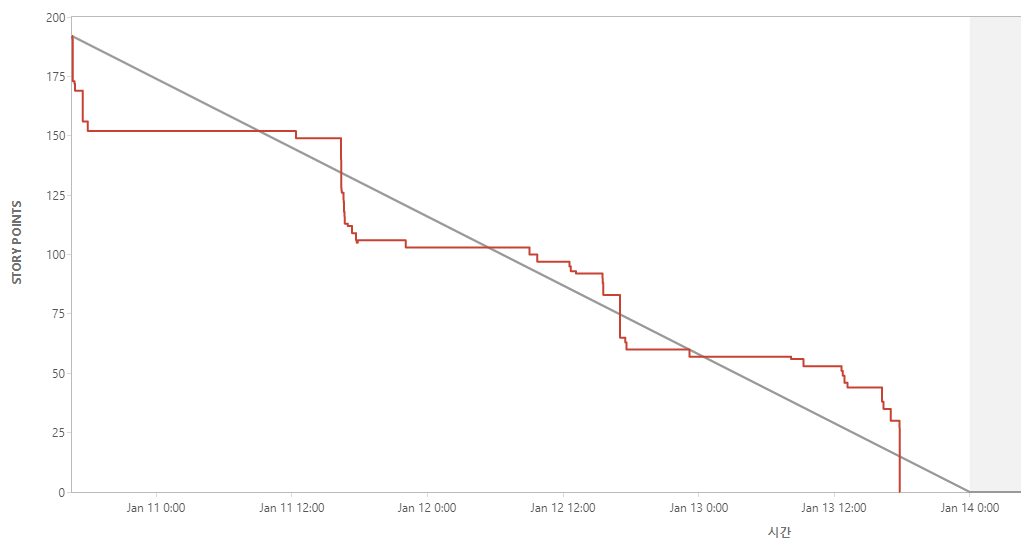 200
175
150
125
100
75
50
25
0
STORY POINTS
Jan 11 0:00
Jan 11 12:00
Jan 12 0:00
Jan 12 12:00
Jan 13 0:00
Jan 13 12:00
Jan 14 0:00
시간